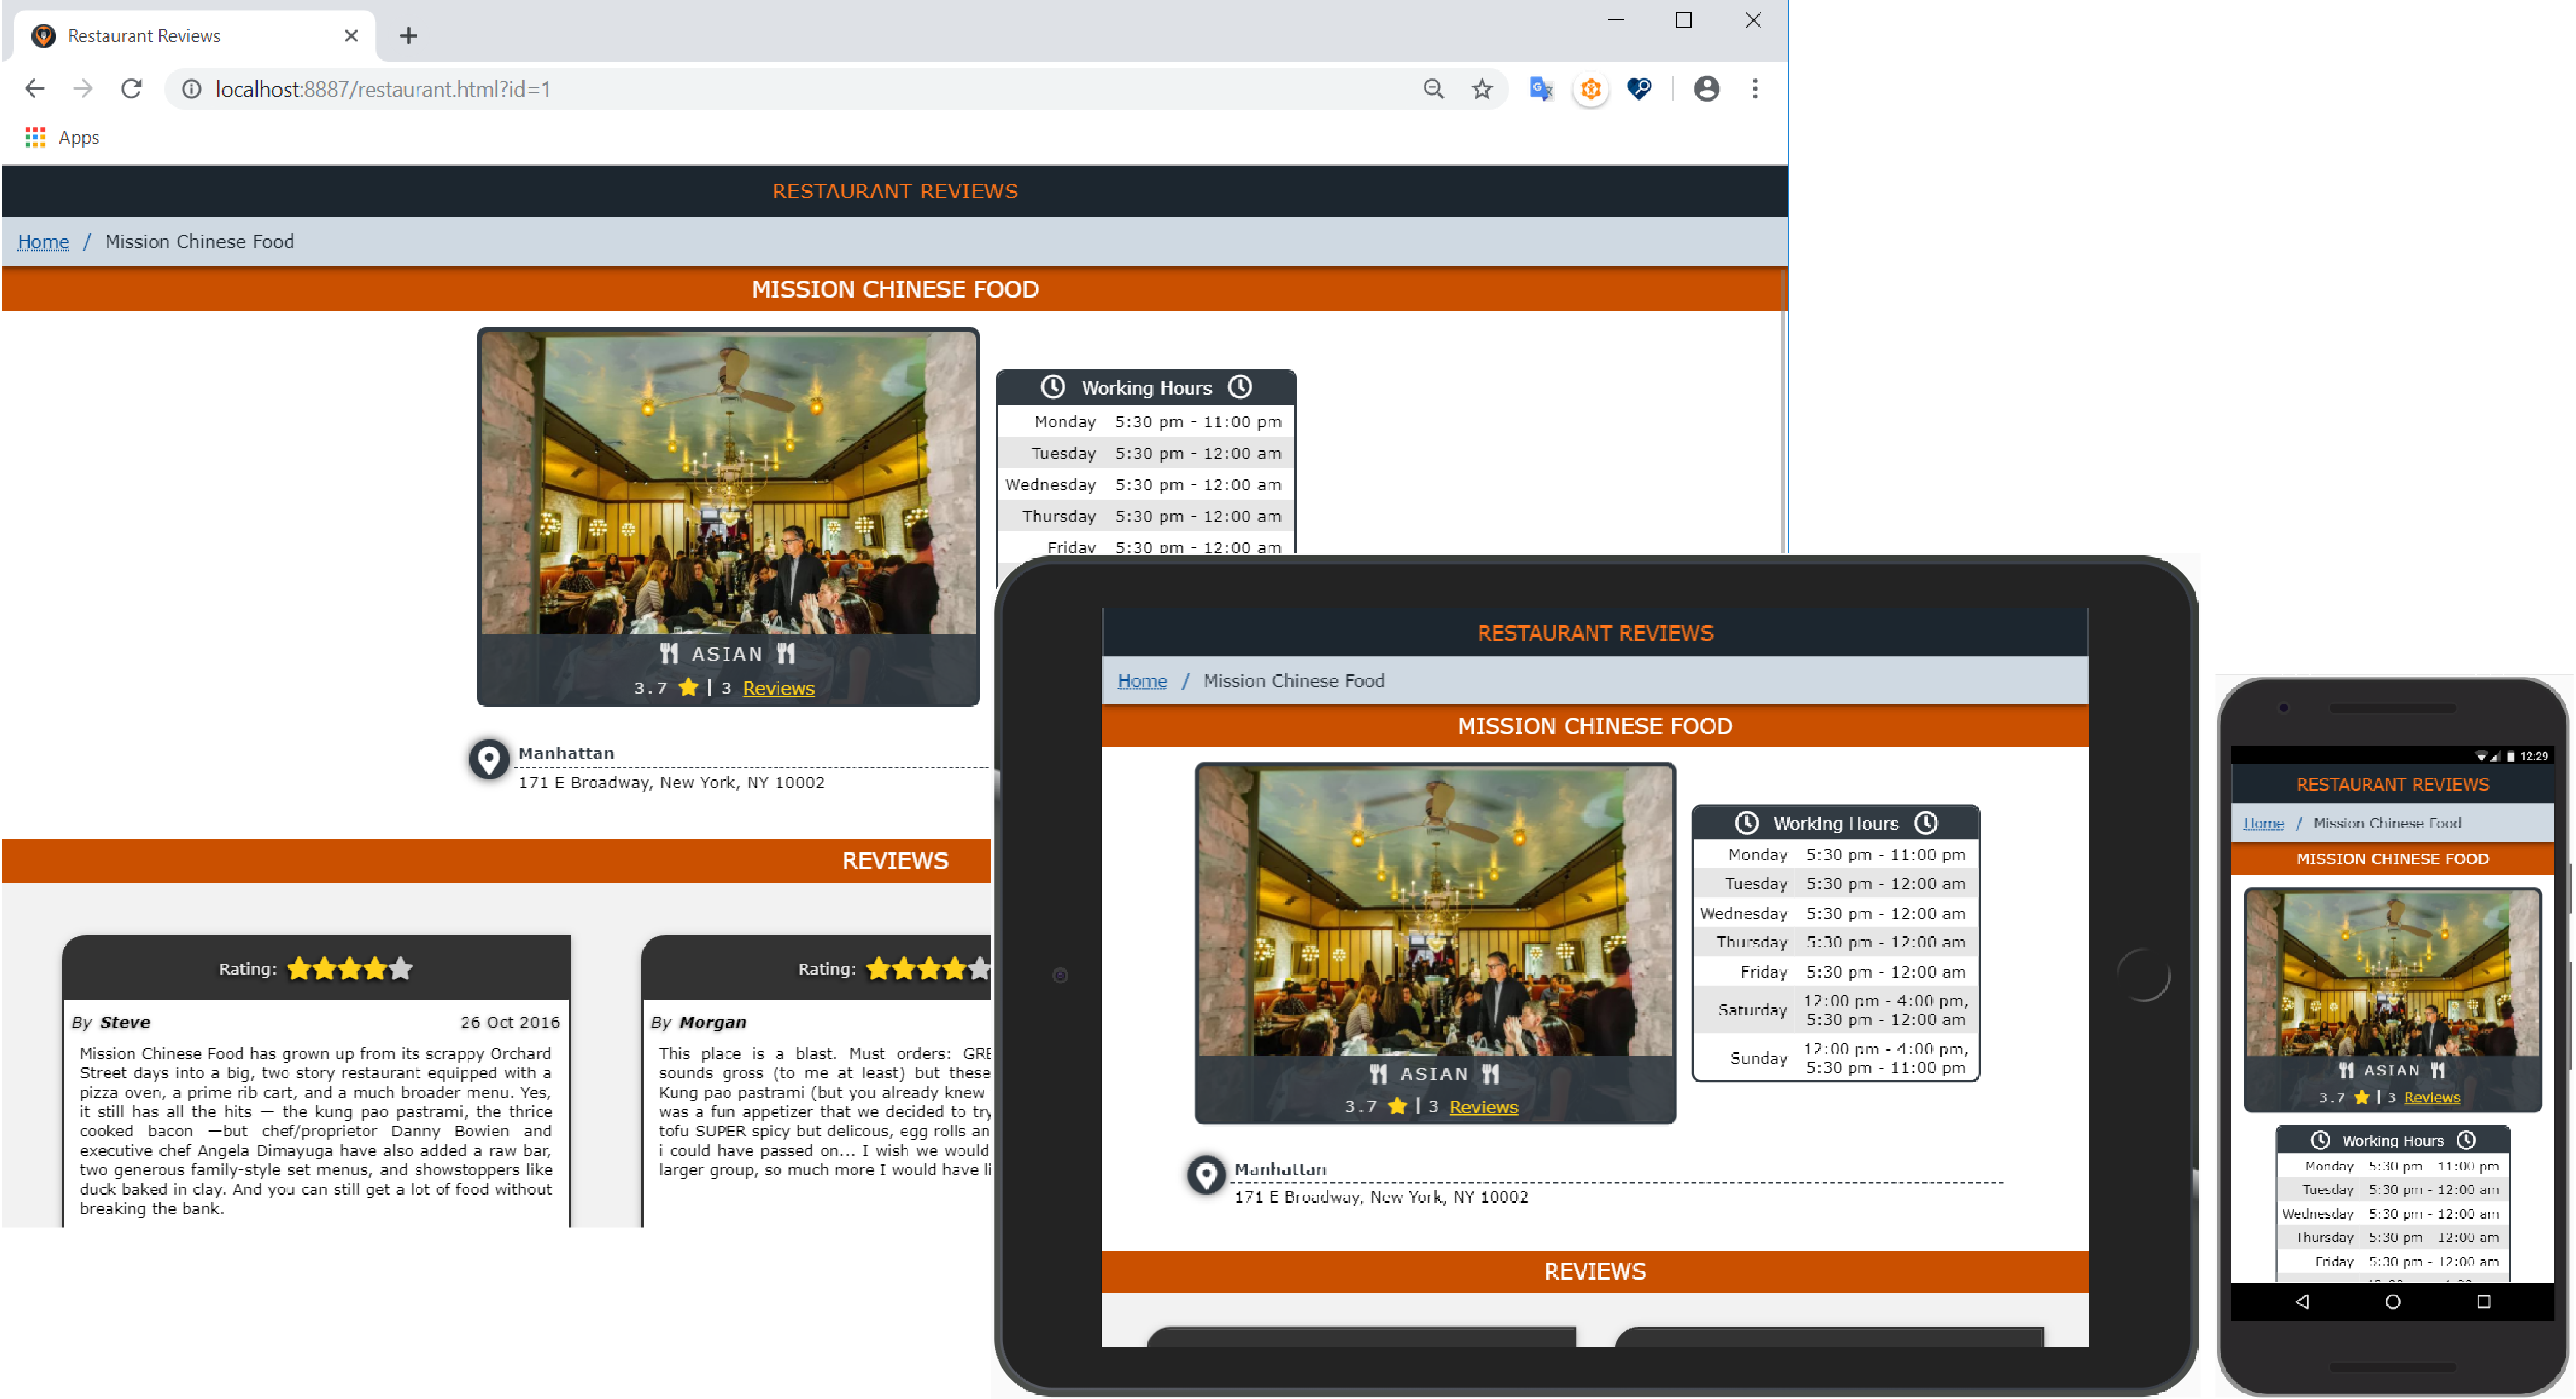 Restaurant Reviews
localhost:8887/restaurant.html?id=1
Apps
RESTAURANT REVIEWS
Home / Mission Chinese Food
MISSION CHINESE FOOD
Working Hours
Monday 5:30 pm - 11:00 pm
Tuesday 5:30 pm - 12:00 am
Wednesday 5:30 pm - 12:00 am
Thursday 5:30 pm - 12:00 am
Friday 5:30 pm - 12:00 am
ASIAN
3.7 | 3 Reviews
Manhattan
171 E Broadway, New York, NY 10002
REVIEWS
Rating:
By Steve 26 Oct 2016
Mission Chinese Food has grown up from its scrappy Orchard
Street days into a big, two story restaurant equipped with a
pizza oven, a prime rib cart, and a much broader menu. Yes,
it still has all the hits — the kung pao pastrami, the thrice
cooked bacon —but chef/proprietor Danny Bowien and
executive chef Angela Dimayuga have also added a raw bar,
two generous family-style set menus, and showstoppers like
duck baked in clay. And you can still get a lot of food without
breaking the bank.
Rating:
By Morgan
This place is a blast. Must orders: GRE
sounds gross (to me at least) but these
Kung pao pastrami (but you already knew
was a fun appetizer that we decided to try
tofu SUPER spicy but delicous, egg rolls an
i could have passed on... I wish we would
larger group, so much more I would have li
RESTAURANT REVIEWS
Home / Mission Chinese Food
MISSION CHINESE FOOD
Working Hours
Monday 5:30 pm - 11:00 pm
Tuesday 5:30 pm - 12:00 am
Wednesday 5:30 pm - 12:00 am
Thursday 5:30 pm - 12:00 am
Friday 5:30 pm - 12:00 am
Saturday 12:00 pm - 4:00 pm,
5:30 pm - 12:00 am
Sunday 12:00 pm - 4:00 pm,
5:30 pm - 11:00 pm
ASIAN
3.7 | 3 Reviews
Manhattan
171 E Broadway, New York, NY 10002
REVIEWS
12:29
RESTAURANT REVIEWS
Home / Mission Chinese Food
MISSION CHINESE FOOD
ASIAN
3.7 | 3 Reviews
Working Hours
Monday 5:30 pm - 11:00 pm
Tuesday 5:30 pm - 12:00 am
Wednesday 5:30 pm - 12:00 am
Thursday 5:30 pm - 12:00 am
Friday 5:30 pm - 12:00 am